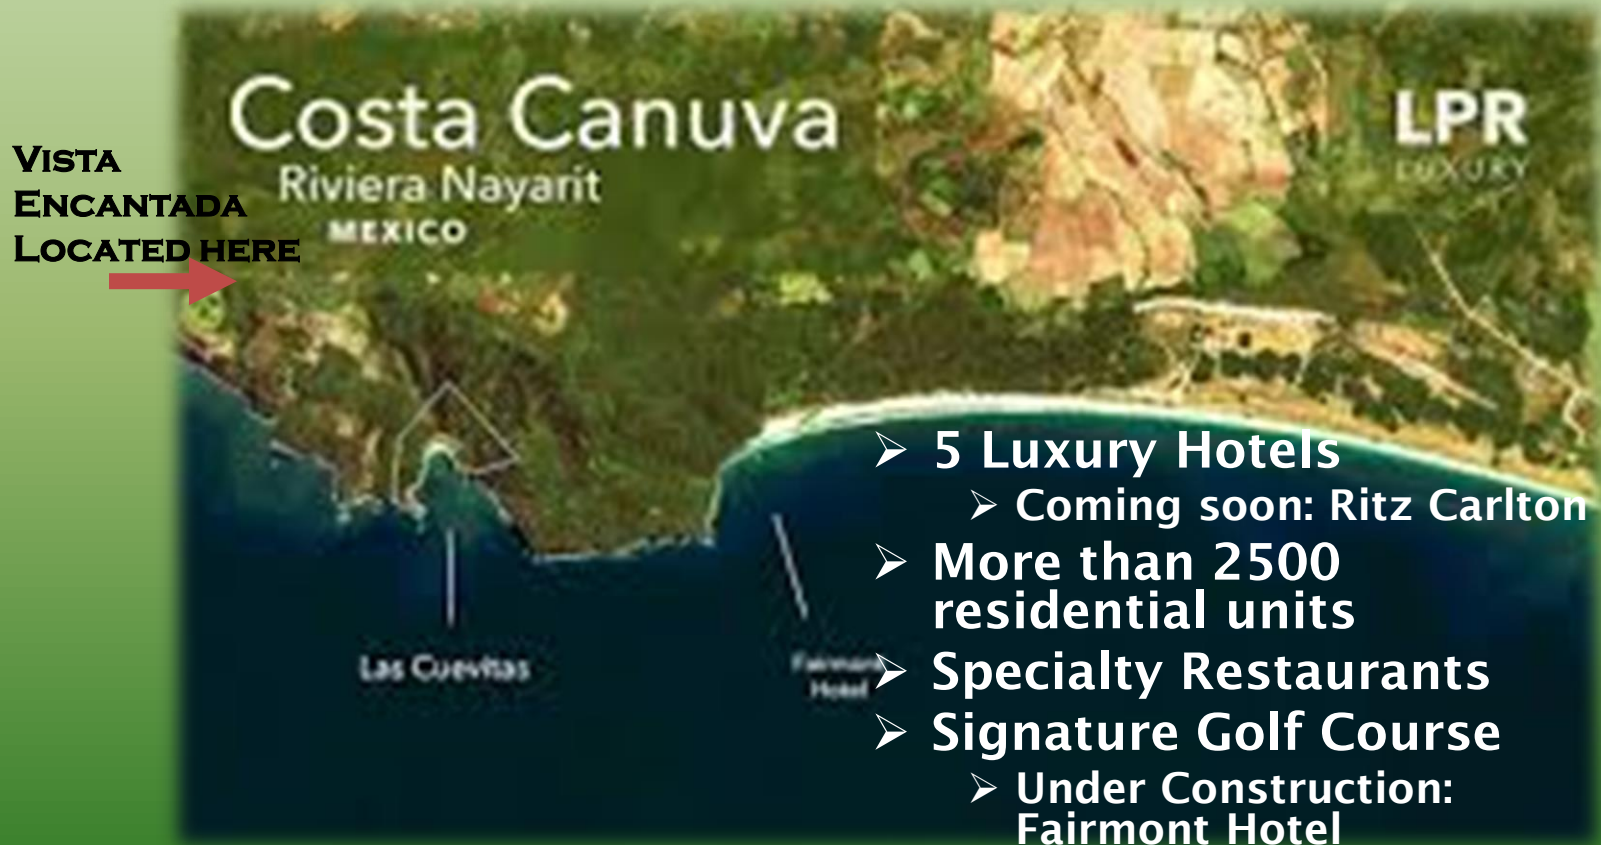 Costa Canuva
Riviera Nayarit
MEXICO
LPR
LUXURY
VISTA
ENCANTADA
LOCATED HERE
➢ 5 Luxury Hotels
➢ Coming soon: Ritz Carlton
➢ More than 2500
residential units
➢ Specialty Restaurants
➢ Signature Golf Course
➢ Under Construction:
Fairmont Hotel
Las Cuevitas
Fairmont
Hotel